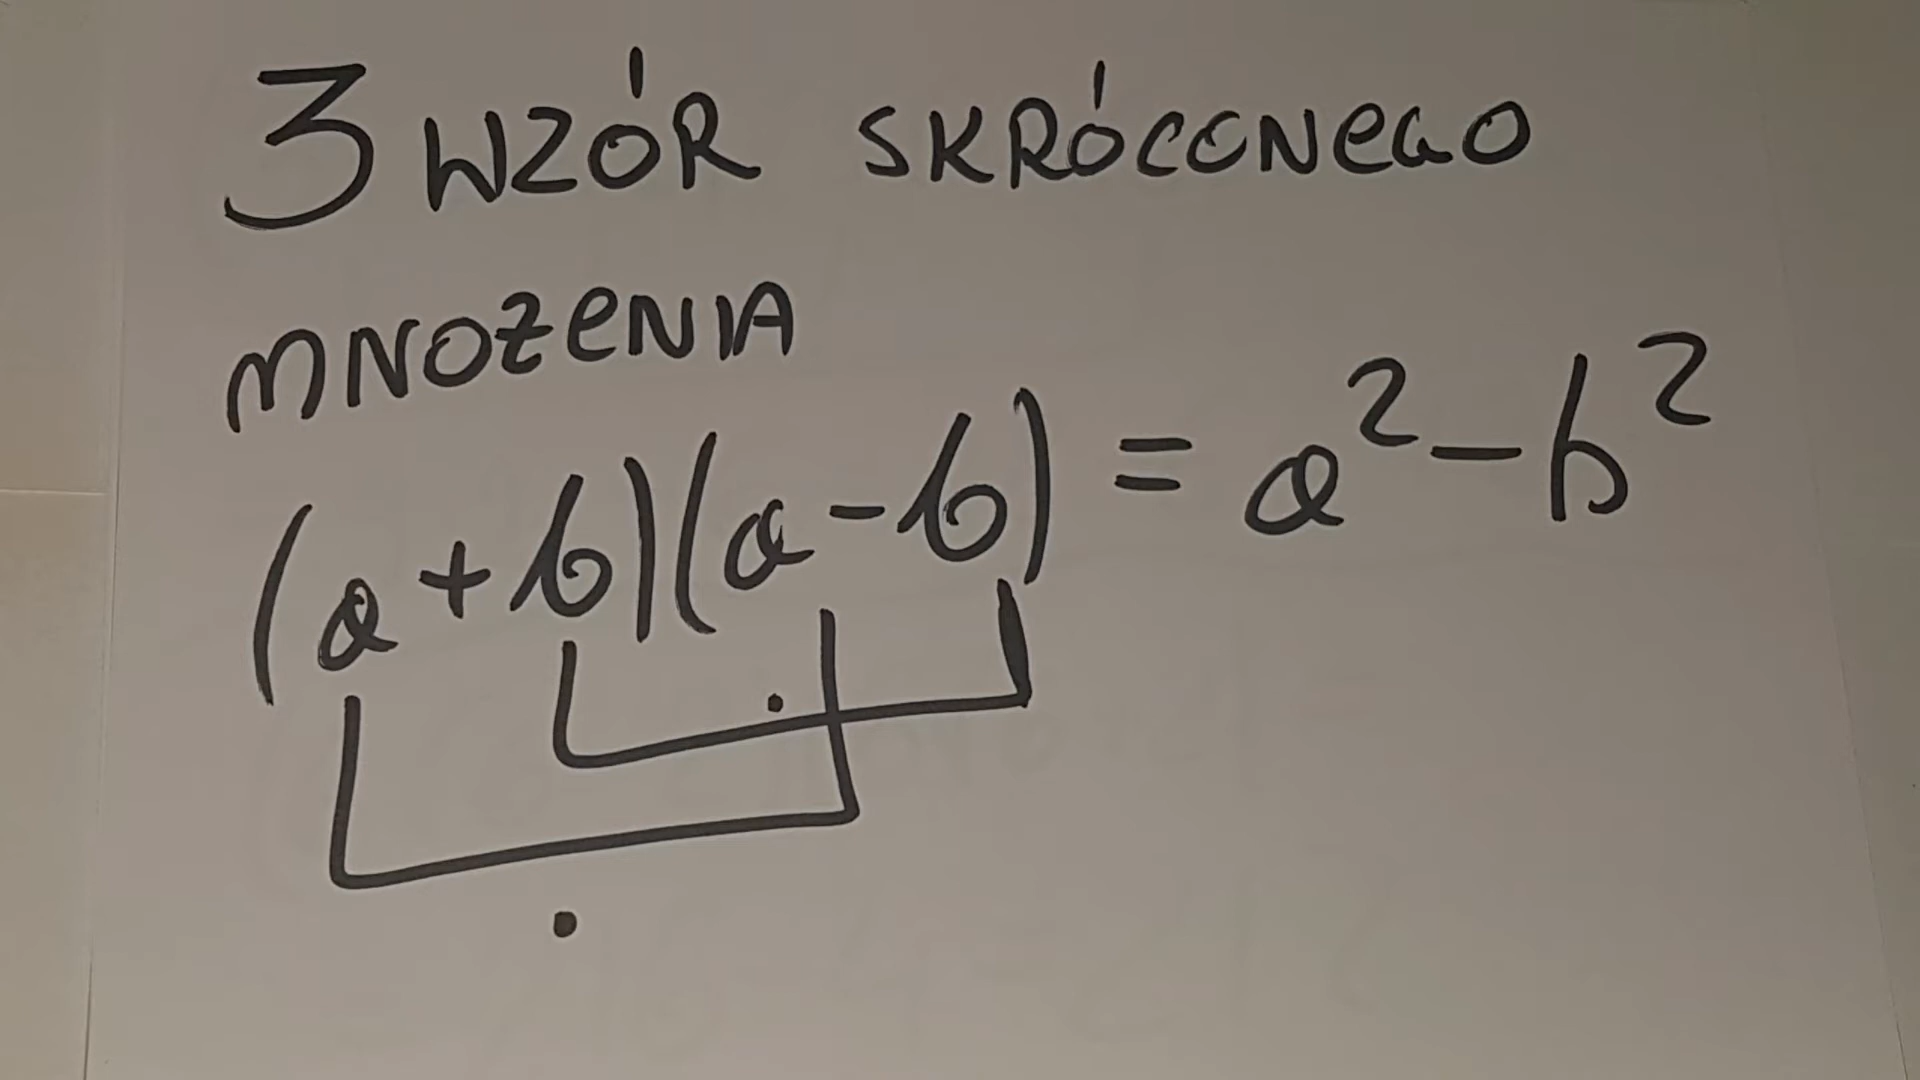 3 WZÓR SKRÓCONEGO
MNOŻENIA
(a+b)(a-b) = a²-b²